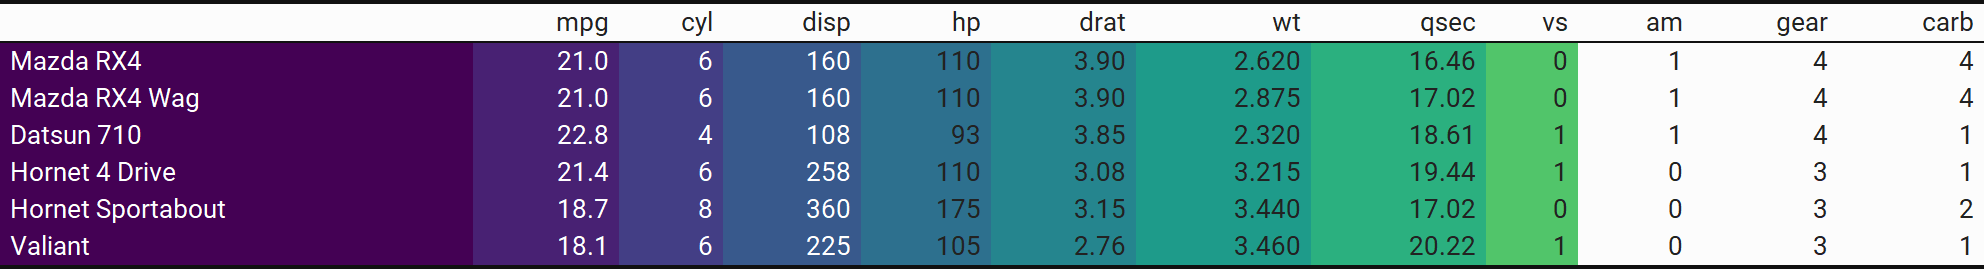 mpg cyl disp hp drat wt qsec vs am gear carb
Mazda RX4 21.0 6 160 110 3.90 2.620 16.46 0 1 4 4
Mazda RX4 Wag 21.0 6 160 110 3.90 2.875 17.02 0 1 4 4
Datsun 710 22.8 4 108 93 3.85 2.320 18.61 1 1 4 1
Hornet 4 Drive 21.4 6 258 110 3.08 3.215 19.44 1 0 3 1
Hornet Sportabout 18.7 8 360 175 3.15 3.440 17.02 0 0 3 2
Valiant 18.1 6 225 105 2.76 3.460 20.22 1 0 3 1